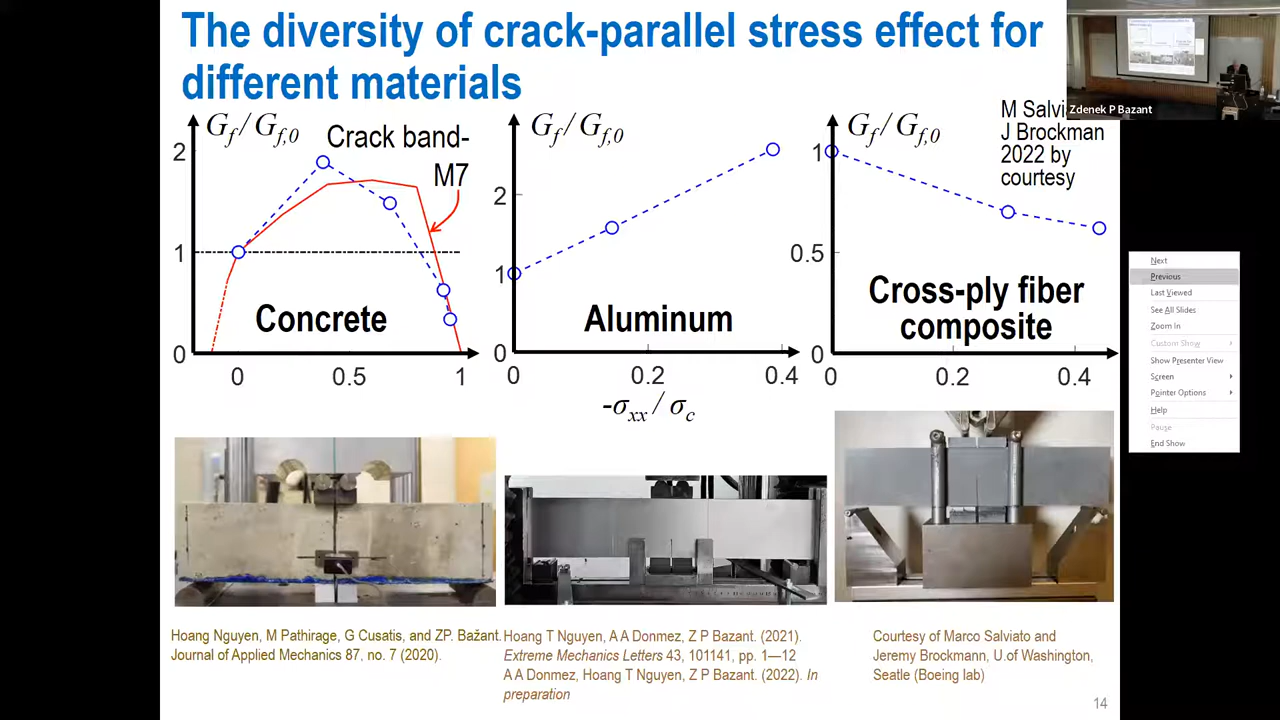 The diversity of crack-parallel stress effect for
different materials
Zdenek P Bazant
G_f / G_f,0
Crack band-
M7
2
1
0
Concrete
0
0.5
1
G_f / G_f,0
2
1
0
Aluminum
0
0.2
0.4
-σ_xx / σ_c
G_f / G_f,0
M Salvi
J Brockman
2022 by
courtesy
1
0.5
0
Cross-ply fiber
composite
0
0.2
0.4
Next
Previous
Last Viewed
See All Slides
Zoom In
Custom Show
Show Presenter View
Screen
Pointer Options
Help
Pause
End Show
Hoang Nguyen, M Pathirage, G Cusatis, and ZP. Bažant.
Journal of Applied Mechanics 87, no. 7 (2020).
Hoang T Nguyen, A A Donmez, Z P Bazant. (2021).
Extreme Mechanics Letters 43, 101141, pp. 1—12
A A Donmez, Hoang T Nguyen, Z P Bazant. (2022). In
preparation
Courtesy of Marco Salviato and
Jeremy Brockmann, U.of Washington,
Seatle (Boeing lab)
14